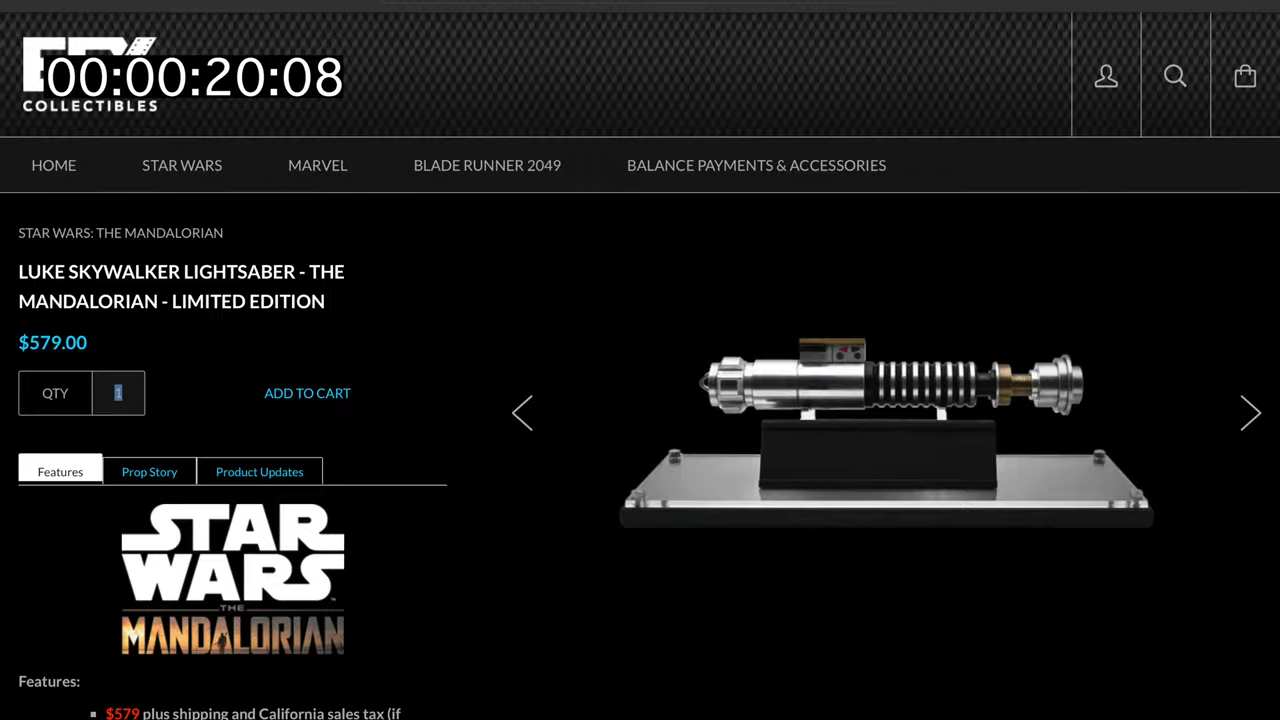 00:00:20:08
COLLECTIBLES
HOME STAR WARS MARVEL BLADE RUNNER 2049 BALANCE PAYMENTS & ACCESSORIES
STAR WARS: THE MANDALORIAN
LUKE SKYWALKER LIGHTSABER - THE
MANDALORIAN - LIMITED EDITION
$579.00
QTY 1 ADD TO CART
Features Prop Story Product Updates
STAR
WARS
THE
MANDALORIAN
Features:
$579 plus shipping and California sales tax (if